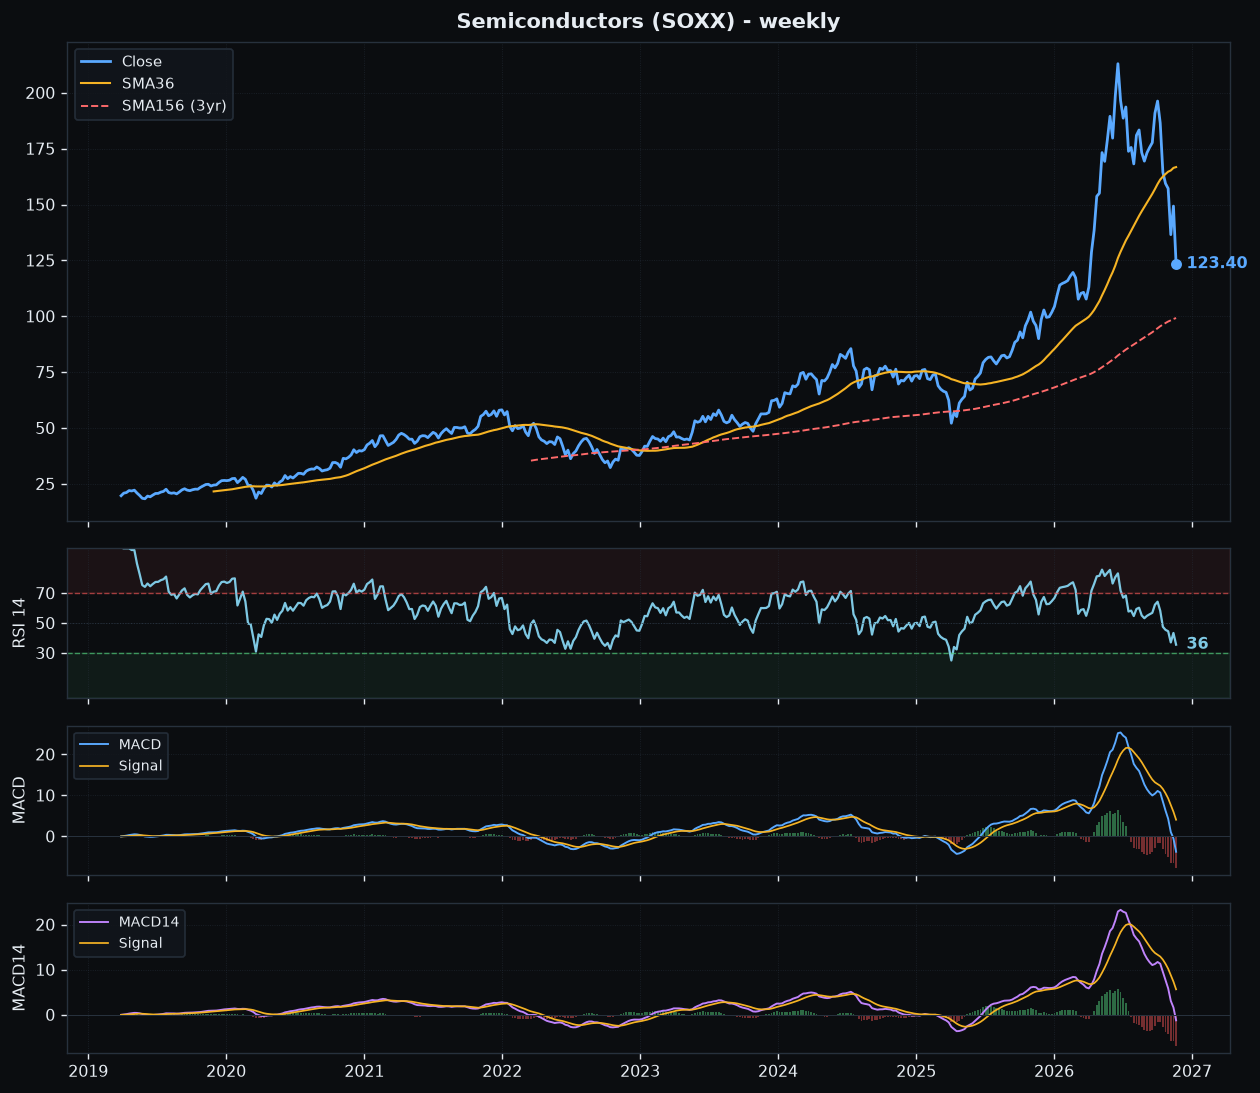 Semiconductors (SOXX) - weekly
Close
SMA36
SMA156 (3yr)
200
175
150
125
100
75
50
25
123.40
RSI 14
70
50
30
36
MACD
MACD
Signal
20
10
0
MACD14
MACD14
Signal
20
10
0
2019 2020 2021 2022 2023 2024 2025 2026 2027